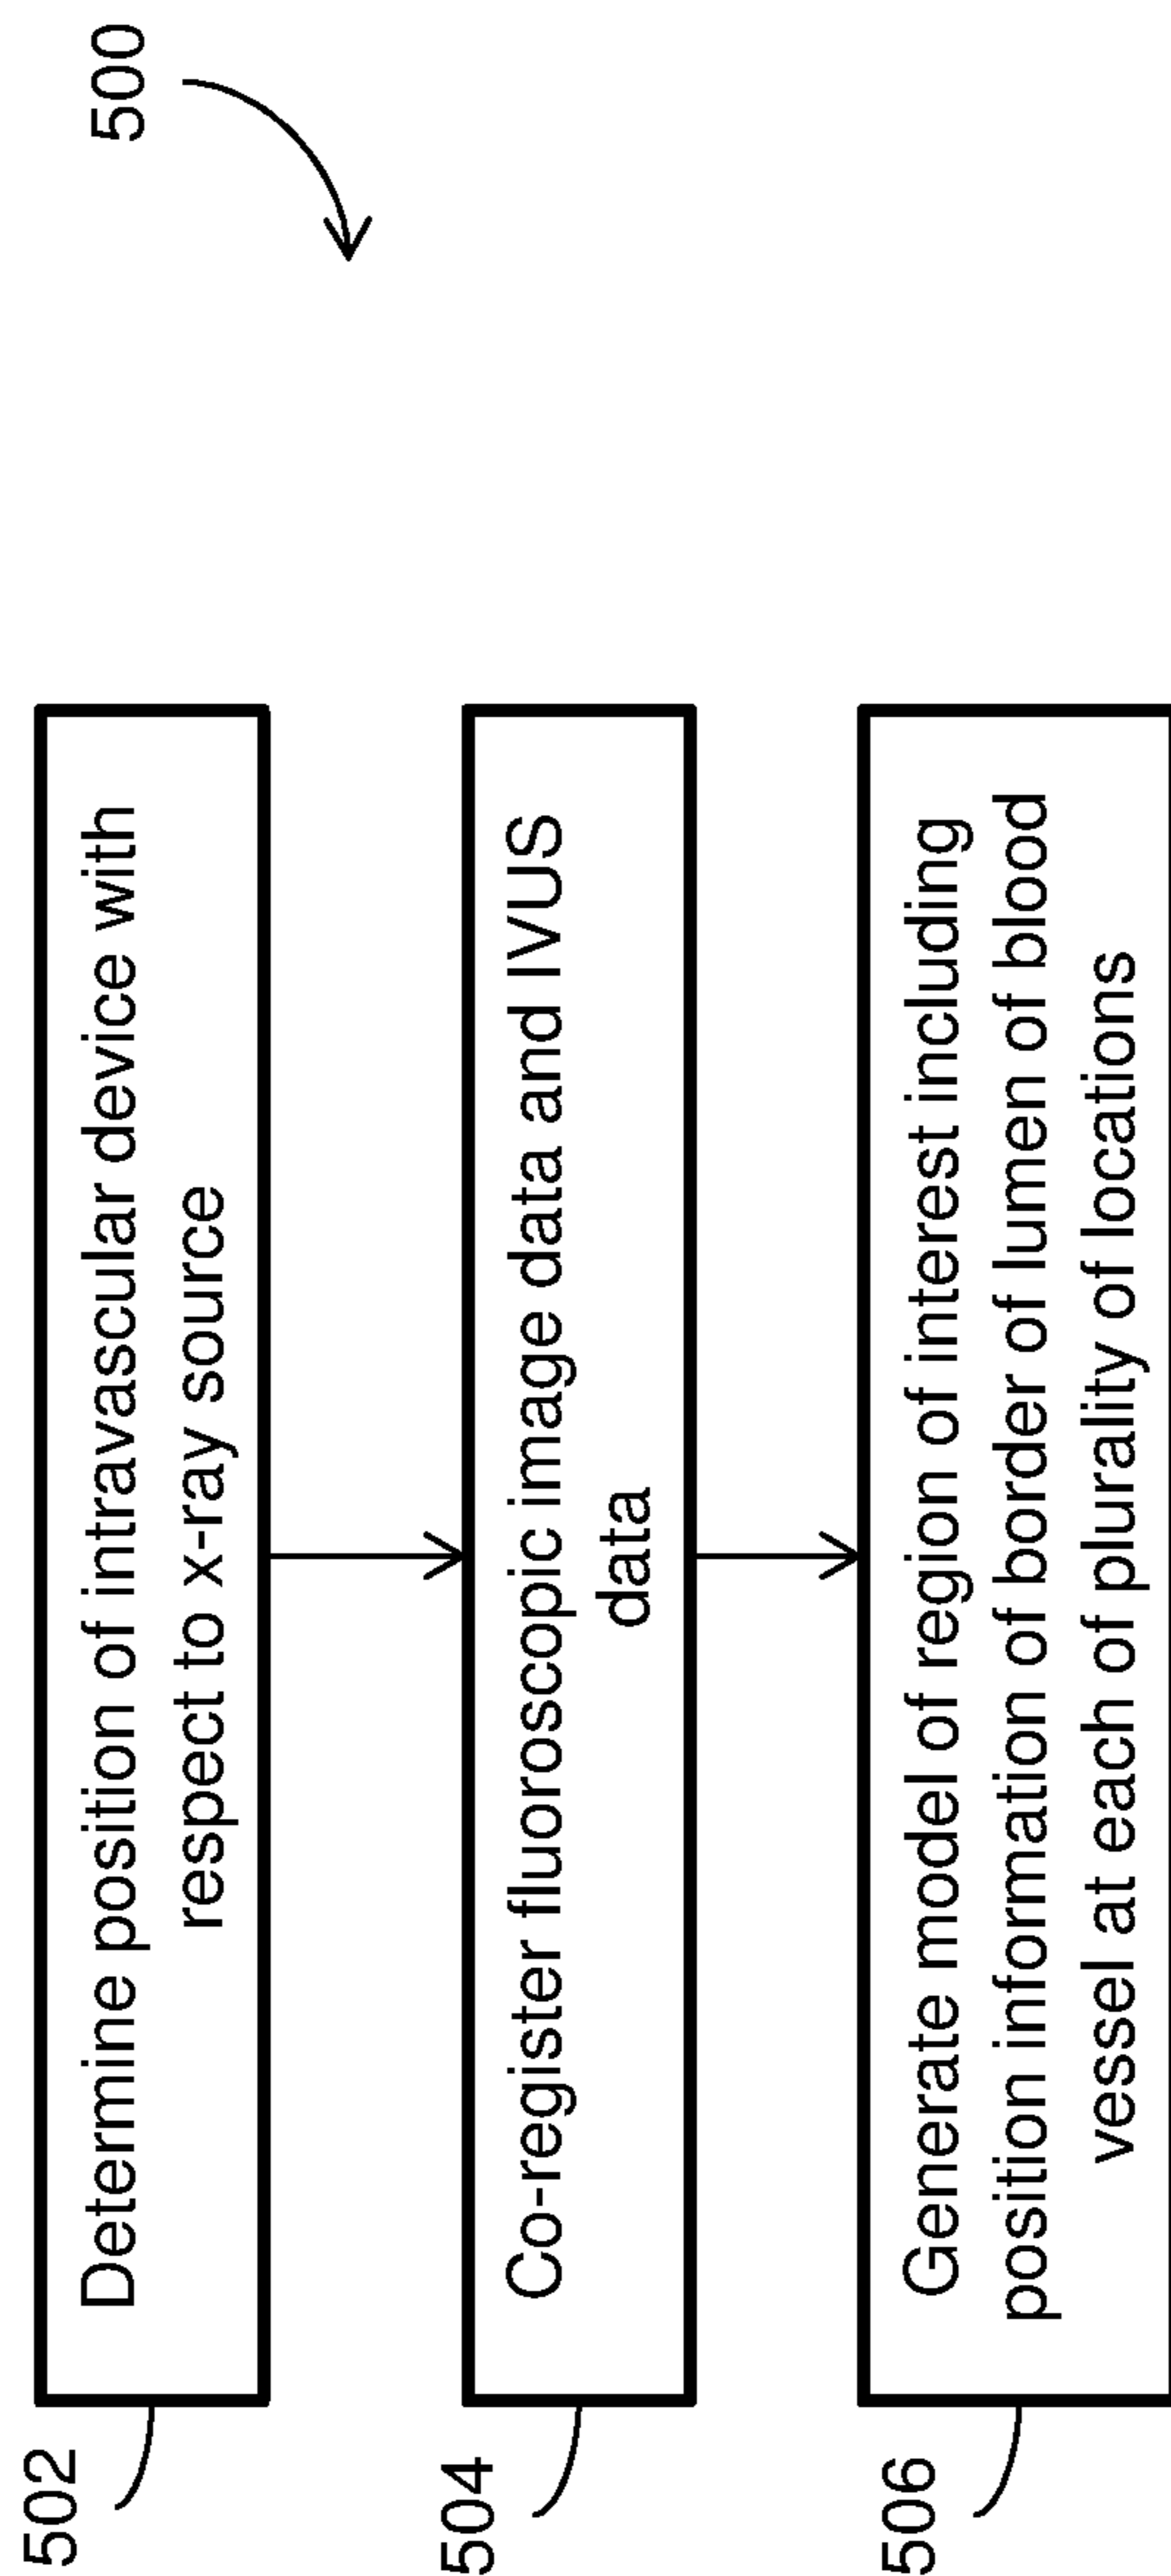 500
502
Determine position of intravascular device with
respect to x-ray source
504
Co-register fluoroscopic image data and IVUS
data
506
Generate model of region of interest including
position information of border of lumen of blood
vessel at each of plurality of locations